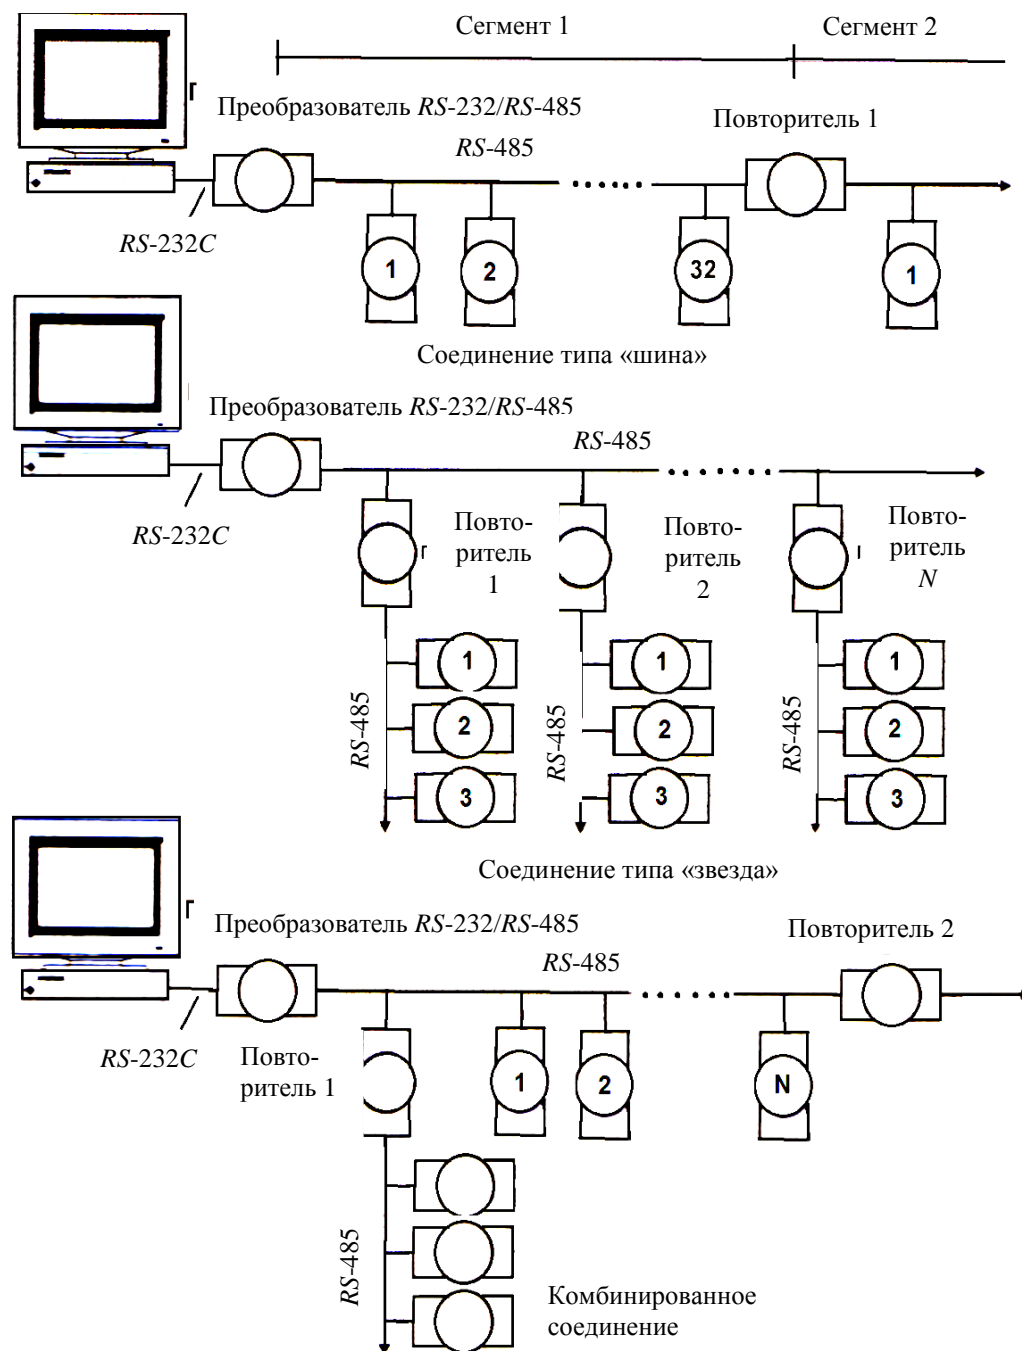 Сегмент 1
Сегмент 2
Преобразователь RS-232/RS-485
Повторитель 1
RS-485
RS-232C
1
2
32
1
Соединение типа «шина»
Преобразователь RS-232/RS-485
RS-485
RS-232C
Повто-
ритель
1
Повто-
ритель
2
Повто-
ритель
N
1
1
1
RS-485
2
RS-485
2
RS-485
2
3
3
3
Соединение типа «звезда»
Преобразователь RS-232/RS-485
Повторитель 2
RS-485
RS-232C
Повто-
ритель 1
1
2
N
RS-485
Комбинированное
соединение